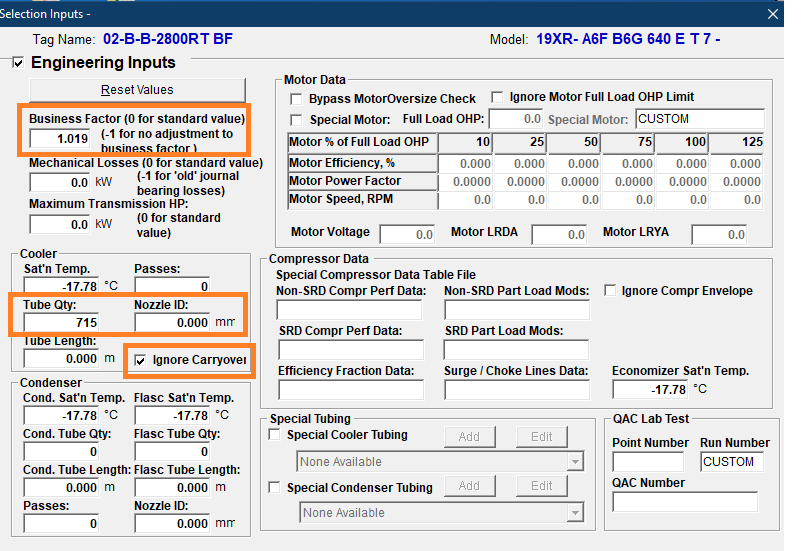 Selection Inputs -
Tag Name: 02-B-B-2800RT BF Model: 19XR- A6F B6G 640 E T 7 -
Engineering Inputs
Reset Values
Business Factor (0 for standard value)
1.019 (-1 for no adjustment to
business factor )
Mechanical Losses (0 for standard value)
0.0 kW (-1 for 'old' journal
bearing losses)
Maximum Transmission HP:
0.0 kW (0 for standard
value)
Motor Data
Bypass MotorOversize Check Ignore Motor Full Load OHP Limit
Special Motor: Full Load OHP: 0.0 Special Motor: CUSTOM
Motor % of Full Load OHP 10 25 50 75 100 125
Motor Efficiency, % 0.000 0.000 0.000 0.000 0.000 0.000
Motor Power Factor 0.0000 0.0000 0.0000 0.0000 0.0000 0.0000
Motor Speed, RPM 0.0 0.0 0.0 0.0 0.0 0.0
Motor Voltage 0.0 Motor LRDA 0.0 Motor LRYA 0.0
Cooler
Sat'n Temp. Passes:
-17.78 °C 0
Tube Qty: Nozzle ID:
715 0.000 mm
Tube Length:
0.000 m Ignore Carryover
Compressor Data
Special Compressor Data Table File
Non-SRD Compr Perf Data: Non-SRD Part Load Mods: Ignore Compr Envelope
SRD Compr Perf Data: SRD Part Load Mods:
Efficiency Fraction Data: Surge / Choke Lines Data: Economizer Sat'n Temp.
-17.78 °C
Condenser
Cond. Sat'n Temp. Flasc Sat'n Temp.
-17.78 °C -17.78 °C
Cond. Tube Qty: Flasc Tube Qty:
0 0
Cond. Tube Length: Flasc Tube Length:
0.000 m 0.000 m
Passes: Nozzle ID:
0 0.000 mm
Special Tubing
Special Cooler Tubing Add Edit
None Available
Special Condenser Tubing Add Edit
None Available
QAC Lab Test
Point Number Run Number
CUSTOM
QAC Number